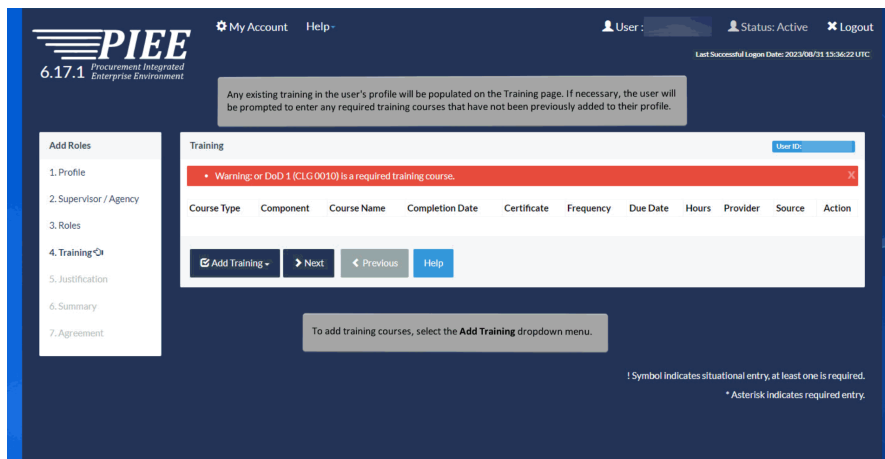 PIEE
6.17.1 Procurement Integrated
Enterprise Environment
My Account Help
User :
Status: Active
Logout
Last Successful Logon Date: 2023/08/31 15:36:22 UTC
Any existing training in the user's profile will be populated on the Training page. If necessary, the user will
be prompted to enter any required training courses that have not been previously added to their profile.
Add Roles
1. Profile
2. Supervisor / Agency
3. Roles
4. Training
5. Justification
6. Summary
7. Agreement
Training
User ID:
• Warning: or DoD 1 (CLG 0010) is a required training course.
X
Course Type Component Course Name Completion Date Certificate Frequency Due Date Hours Provider Source Action
Add Training Next Previous Help
To add training courses, select the Add Training dropdown menu.
! Symbol indicates situational entry, at least one is required.
* Asterisk indicates required entry.